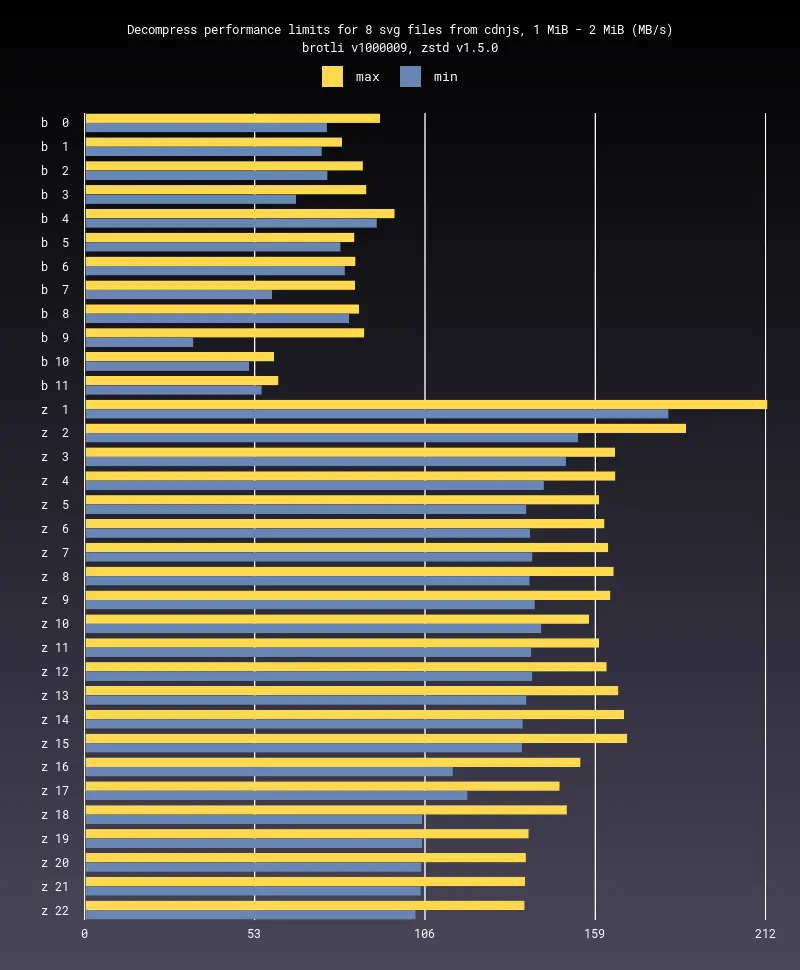 Decompress performance limits for 8 svg files from cdnjs, 1 MiB - 2 MiB (MB/s)
brotli v1000009, zstd v1.5.0
max min
b 0
b 1
b 2
b 3
b 4
b 5
b 6
b 7
b 8
b 9
b 10
b 11
z 1
z 2
z 3
z 4
z 5
z 6
z 7
z 8
z 9
z 10
z 11
z 12
z 13
z 14
z 15
z 16
z 17
z 18
z 19
z 20
z 21
z 22
0 53 106 159 212